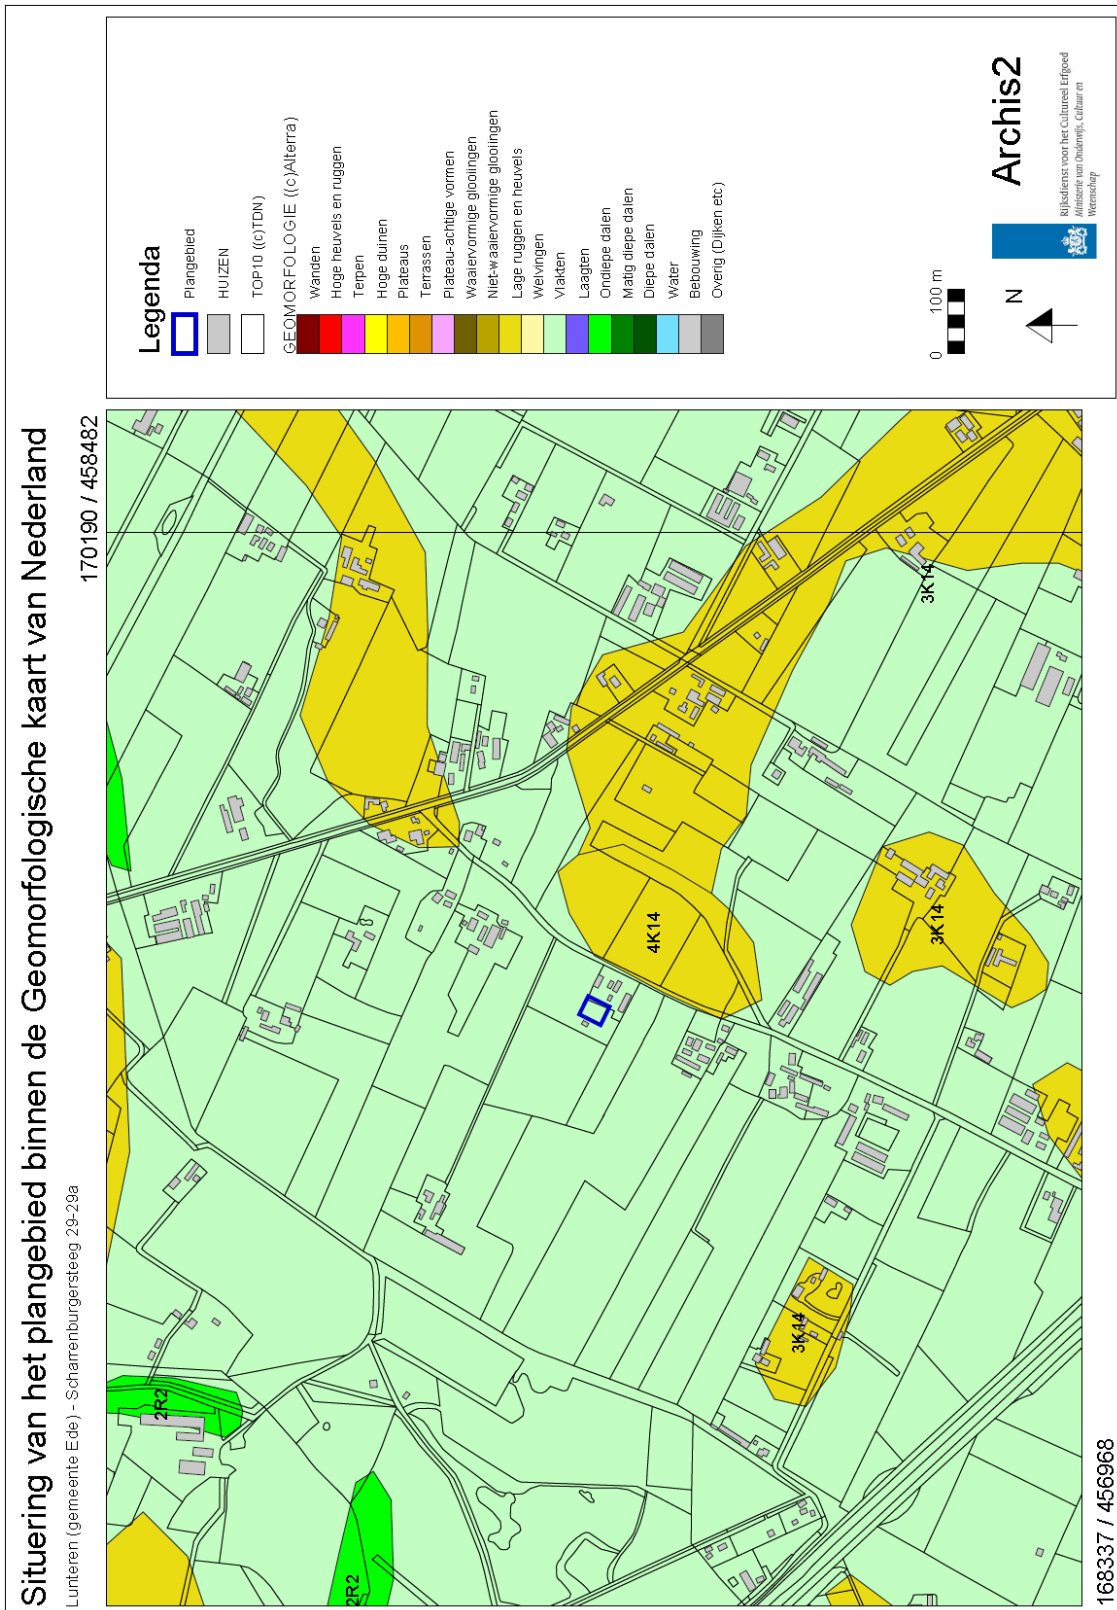 Situering van het plangebied binnen de Geomorfologische kaart van Nederland
Lunteren (gemeente Ede) - Scharrenburgersteeg 29-29a
170190 / 458482
2R2
2R2
4K14
3K14
3K14
3K14
168337 / 456968
Legenda
Plangebied
HUIZEN
TOP10 ((c)TDN)
GEOMORFOLOGIE ((c)Alterra)
Wanden
Hoge heuvels en ruggen
Terpen
Hoge duinen
Plateaus
Terrassen
Plateau-achtige vormen
Waaiervormige glooiingen
Niet-waaiervormige glooiingen
Lage ruggen en heuvels
Welvingen
Vlakten
Laagten
Ondiepe dalen
Matig diepe dalen
Diepe dalen
Water
Bebouwing
Overig (Dijken etc)
0 100 m
N
Archis2
Rijksdienst voor het Cultureel Erfgoed
Ministerie van Onderwijs, Cultuur en
Wetenschap